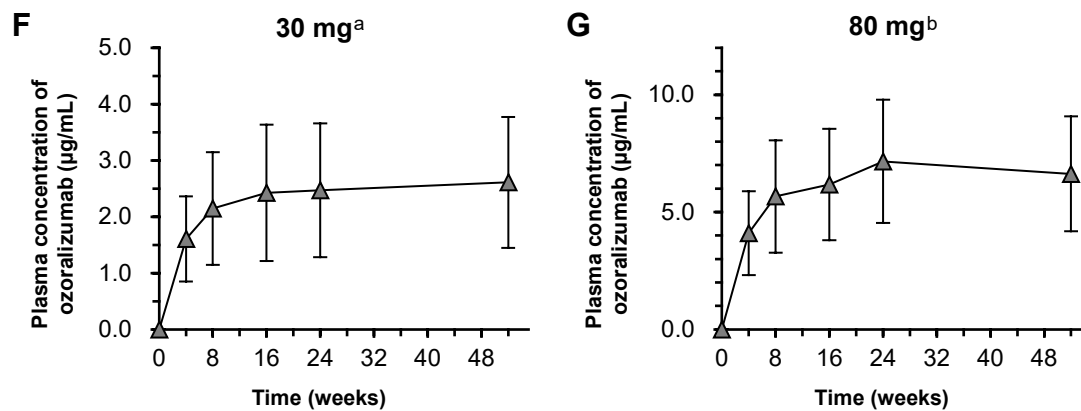 F
30 mgᵃ
Plasma concentration of
ozoralizumab (µg/mL)
5.0
4.0
3.0
2.0
1.0
0.0
0 8 16 24 32 40 48
Time (weeks)
G
80 mgᵇ
Plasma concentration of
ozoralizumab (µg/mL)
10.0
5.0
0.0
0 8 16 24 32 40 48
Time (weeks)